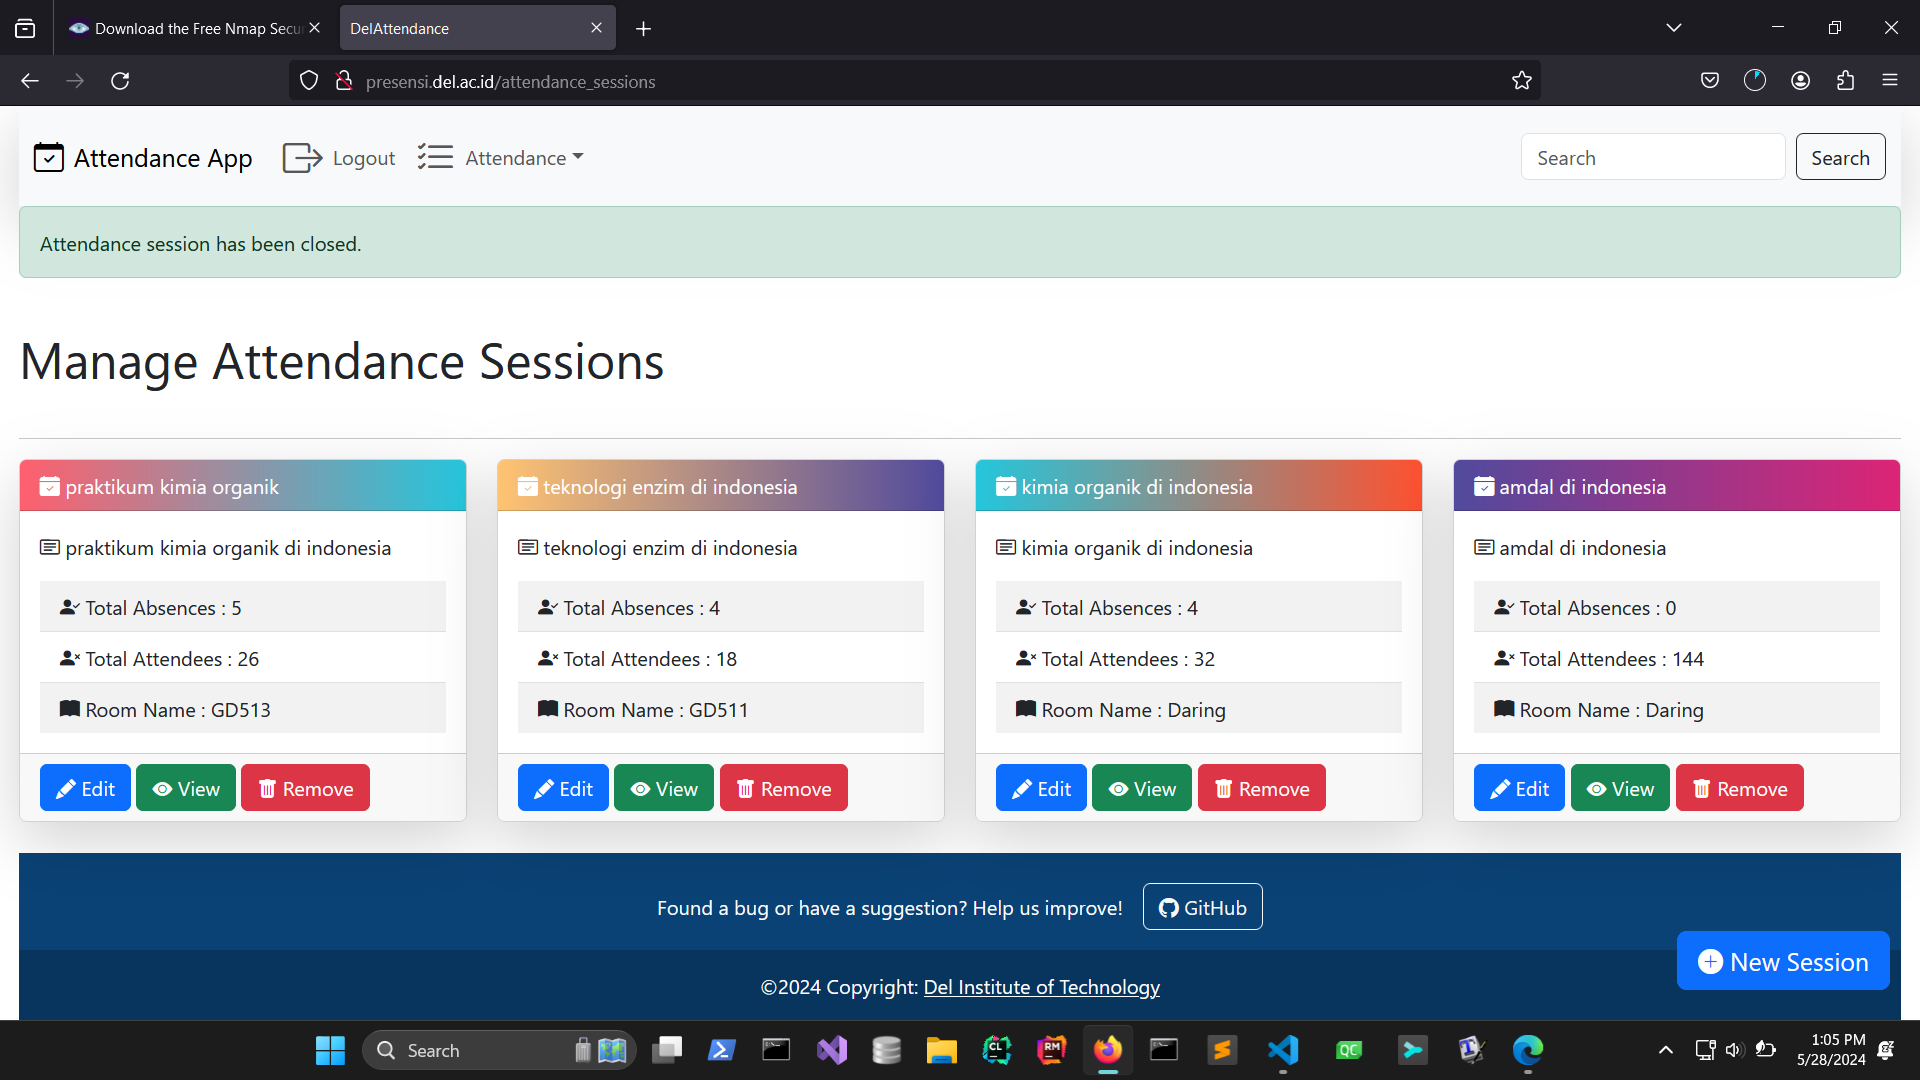 Download the Free Nmap Secu
DelAttendance
presensi.del.ac.id/attendance_sessions
Attendance App
Logout
Attendance
Search
Search
Attendance session has been closed.
Manage Attendance Sessions
praktikum kimia organik
praktikum kimia organik di indonesia
Total Absences : 5
Total Attendees : 26
Room Name : GD513
Edit View Remove
teknologi enzim di indonesia
teknologi enzim di indonesia
Total Absences : 4
Total Attendees : 18
Room Name : GD511
Edit View Remove
kimia organik di indonesia
kimia organik di indonesia
Total Absences : 4
Total Attendees : 32
Room Name : Daring
Edit View Remove
amdal di indonesia
amdal di indonesia
Total Absences : 0
Total Attendees : 144
Room Name : Daring
Edit View Remove
Found a bug or have a suggestion? Help us improve!
GitHub
New Session
©2024 Copyright: Del Institute of Technology
Search
CL
RM
QC
1:05 PM
5/28/2024